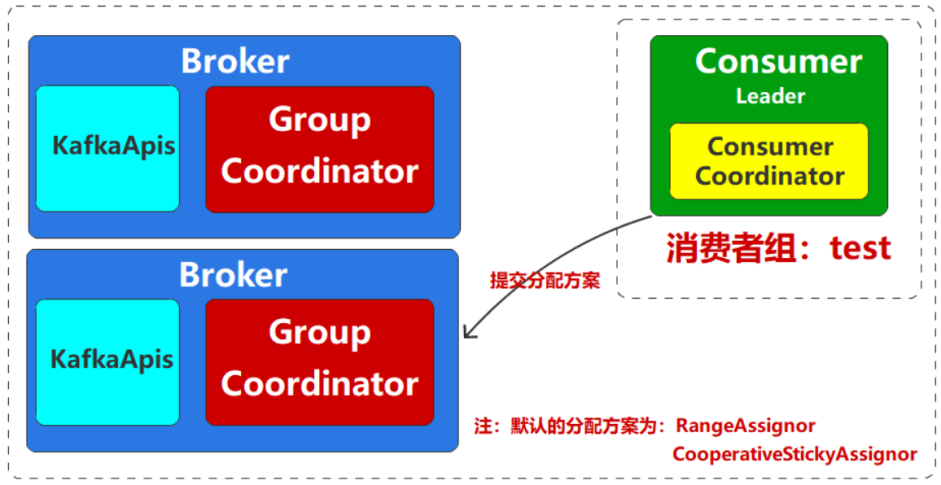 Broker
KafkaApis
Group
Coordinator
Broker
KafkaApis
Group
Coordinator
Consumer
Leader
Consumer
Coordinator
消费者组：test
提交分配方案
注：默认的分配方案为：RangeAssignor
CooperativeStickyAssignor